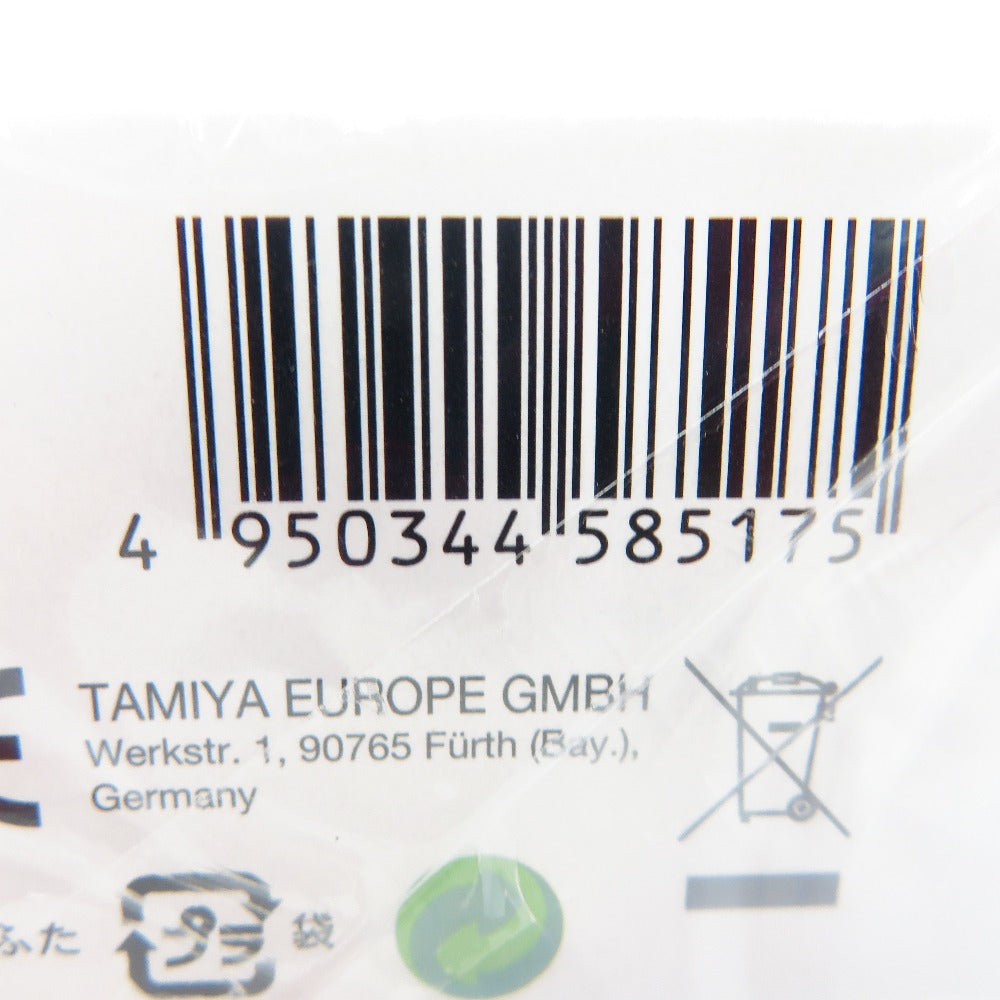 4 950344 585175
TAMIYA EUROPE GMBH
Werkstr. 1, 90765 Fürth (Bay.),
Germany
ふた プラ 袋